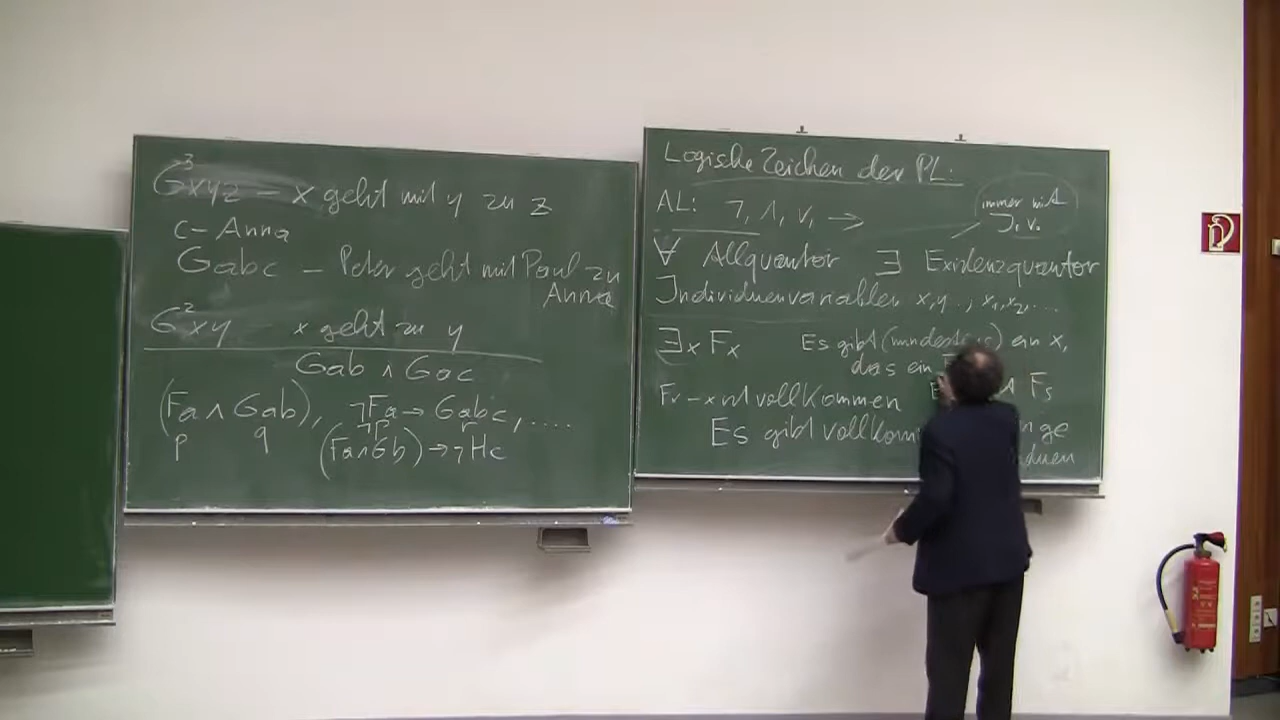 G³xyz – x geht mit y zu z
c – Anna
Gabc – Peter geht mit Paul zu
Anna
G²xy x geht zu y
Gab ∧ Gac
(Fa ∧ Gab), ¬Fa → Gabc, ....
p q ¬p r
(Fa∧Gb) → ¬Hc
Logische Zeichen der PL:
AL: ¬, ∧, ∨, →
immer mit
∀ Allquantor ∃ Existenzquantor
Individuenvariablen x, y .., x₁, x₂, ...
∃x Fx Es gibt (mindestens) ein x,
das ein
Fx – x ist vollkommen Fs
Es gibt